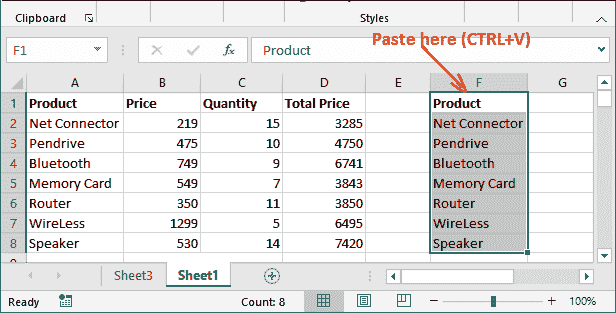 Clipboard Styles
F1 fx Product
Paste here (CTRL+V)
A B C D E F G
1 Product Price Quantity Total Price Product
2 Net Connector 219 15 3285 Net Connector
3 Pendrive 475 10 4750 Pendrive
4 Bluetooth 749 9 6741 Bluetooth
5 Memory Card 549 7 3843 Memory Card
6 Router 350 11 3850 Router
7 WireLess 1299 5 6495 WireLess
8 Speaker 530 14 7420 Speaker
Sheet3 Sheet1
Ready Count: 8 100%